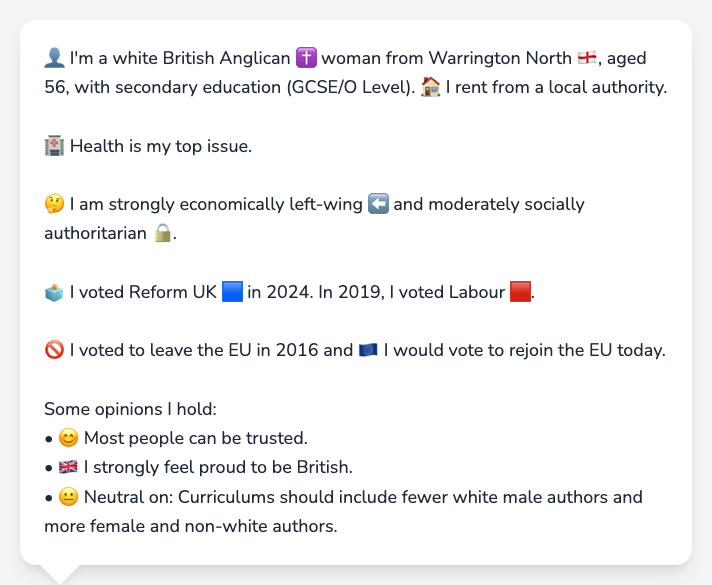 👤 I'm a white British Anglican ✝️ woman from Warrington North 🏴󠁧󠁢󠁥󠁮󠁧󠁿, aged
56, with secondary education (GCSE/O Level). 🏠 I rent from a local authority.
🏥 Health is my top issue.
🤔 I am strongly economically left-wing ⬅️ and moderately socially
authoritarian 🔒.
🗳️ I voted Reform UK 🟦 in 2024. In 2019, I voted Labour 🟥.
🚫 I voted to leave the EU in 2016 and 🇪🇺 I would vote to rejoin the EU today.
Some opinions I hold:
• 😊 Most people can be trusted.
• 🇬🇧 I strongly feel proud to be British.
• 😐 Neutral on: Curriculums should include fewer white male authors and
more female and non-white authors.